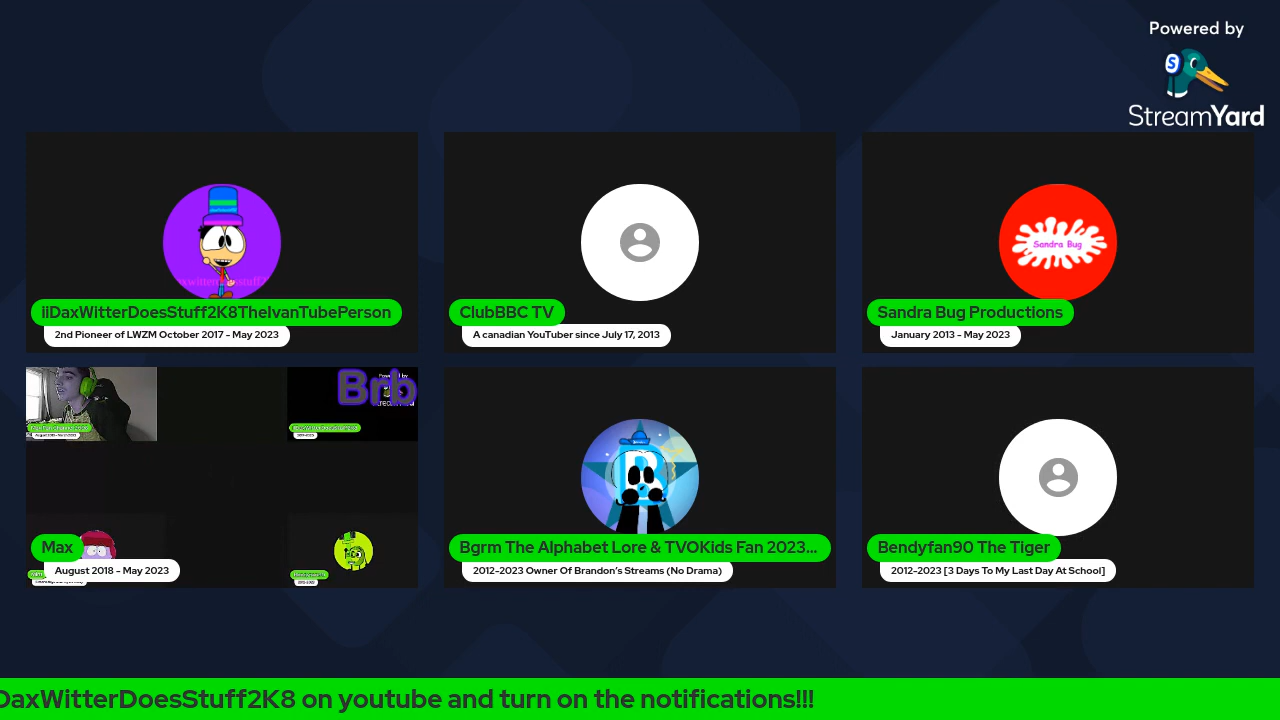 Powered by
StreamYard
iiDaxWitterDoesStuff2K8TheIvanTubePerson
2nd Pioneer of LWZM October 2017 - May 2023
ClubBBC TV
A canadian YouTuber since July 17, 2013
Sandra Bug
Sandra Bug Productions
January 2013 - May 2023
Brb
Max
August 2018 - May 2023
Bgrm The Alphabet Lore & TVOKids Fan 2023...
2012-2023 Owner Of Brandon's Streams (No Drama)
Bendyfan90 The Tiger
2012-2023 [3 Days To My Last Day At School]
DaxWitterDoesStuff2K8 on youtube and turn on the notifications!!!